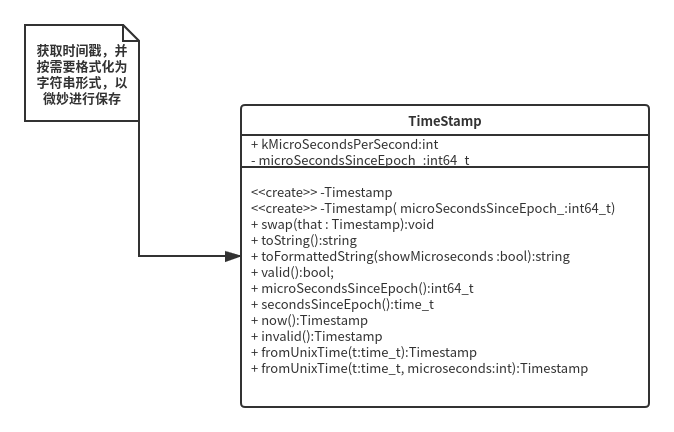 获取时间戳，并
按需要格式化为
字符串形式，以
微妙进行保存
TimeStamp
+ kMicroSecondsPerSecond:int
- microSecondsSinceEpoch_:int64_t
<<create>> -Timestamp
<<create>> -Timestamp( microSecondsSinceEpoch_:int64_t)
+ swap(that : Timestamp):void
+ toString():string
+ toFormattedString(showMicroseconds :bool):string
+ valid():bool;
+ microSecondsSinceEpoch():int64_t
+ secondsSinceEpoch():time_t
+ now():Timestamp
+ invalid():Timestamp
+ fromUnixTime(t:time_t):Timestamp
+ fromUnixTime(t:time_t, microseconds:int):Timestamp